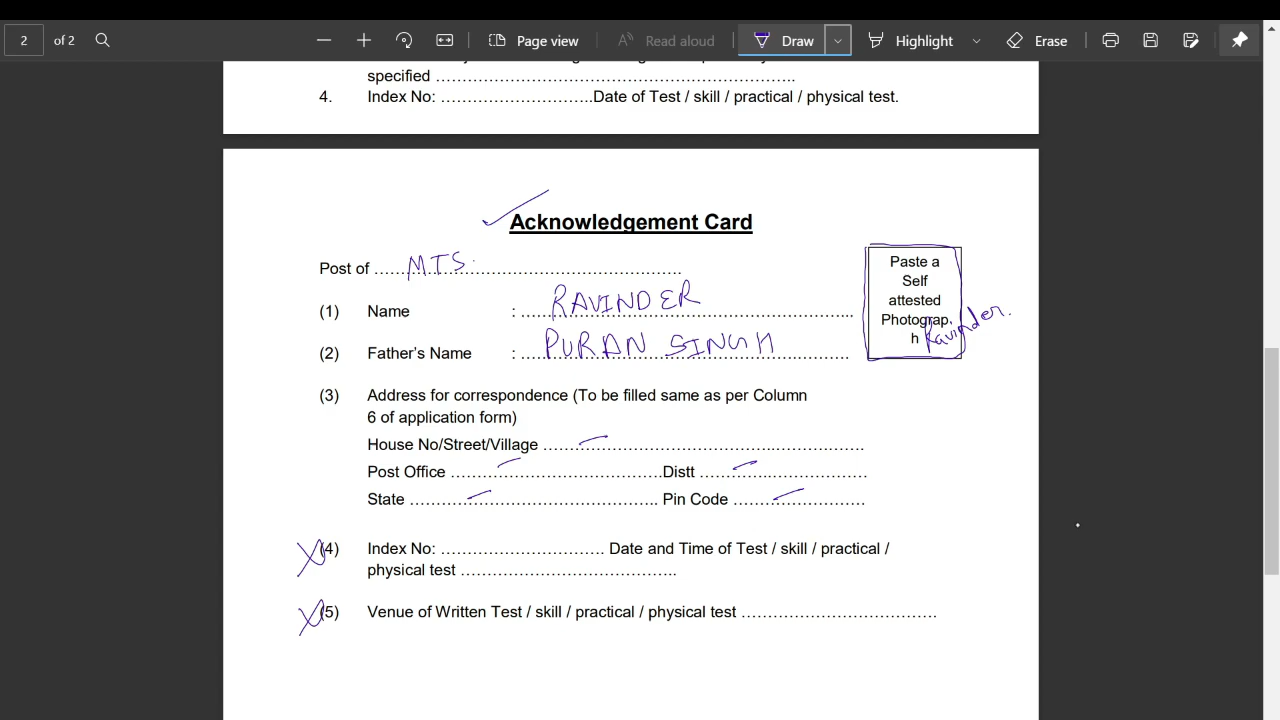 2 of 2 Page view Read aloud Draw Highlight Erase
specified …………………………………………………………..
4. Index No: ………………………..Date of Test / skill / practical / physical test.
Acknowledgement Card
Post of ……M.T.S.…………………………………….
(1) Name : ……RAVINDER…………………………..
(2) Father’s Name : ……PURAN SINGH…………………
Paste a
Self
attested
Photograp
h
Ravinder.
(3) Address for correspondence (To be filled same as per Column
6 of application form)
House No/Street/Village ……………………………………..……………….
Post Office ………………………………….Distt …………..……………….
State ………………………………………. Pin Code …………………….
(4) Index No: …………………………. Date and Time of Test / skill / practical /
physical test …………………………………..
(5) Venue of Written Test / skill / practical / physical test ……………………………….